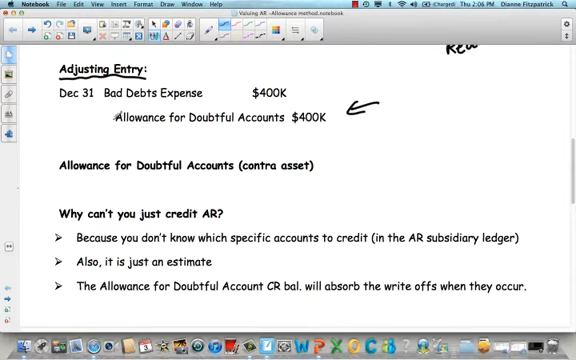 Notebook File Edit View Insert Format Window Help (Charged) Thu 2:06 PM Dianne Fitzpatrick
Valuing AR -Allowance method.notebook
Adjusting Entry:
Dec 31 Bad Debts Expense $400K
Allowance for Doubtful Accounts $400K
Allowance for Doubtful Accounts (contra asset)
Why can't you just credit AR?
➢ Because you don't know which specific accounts to credit (in the AR subsidiary ledger)
➢ Also, it is just an estimate
➢ The Allowance for Doubtful Account CR bal. will absorb the write offs when they occur.